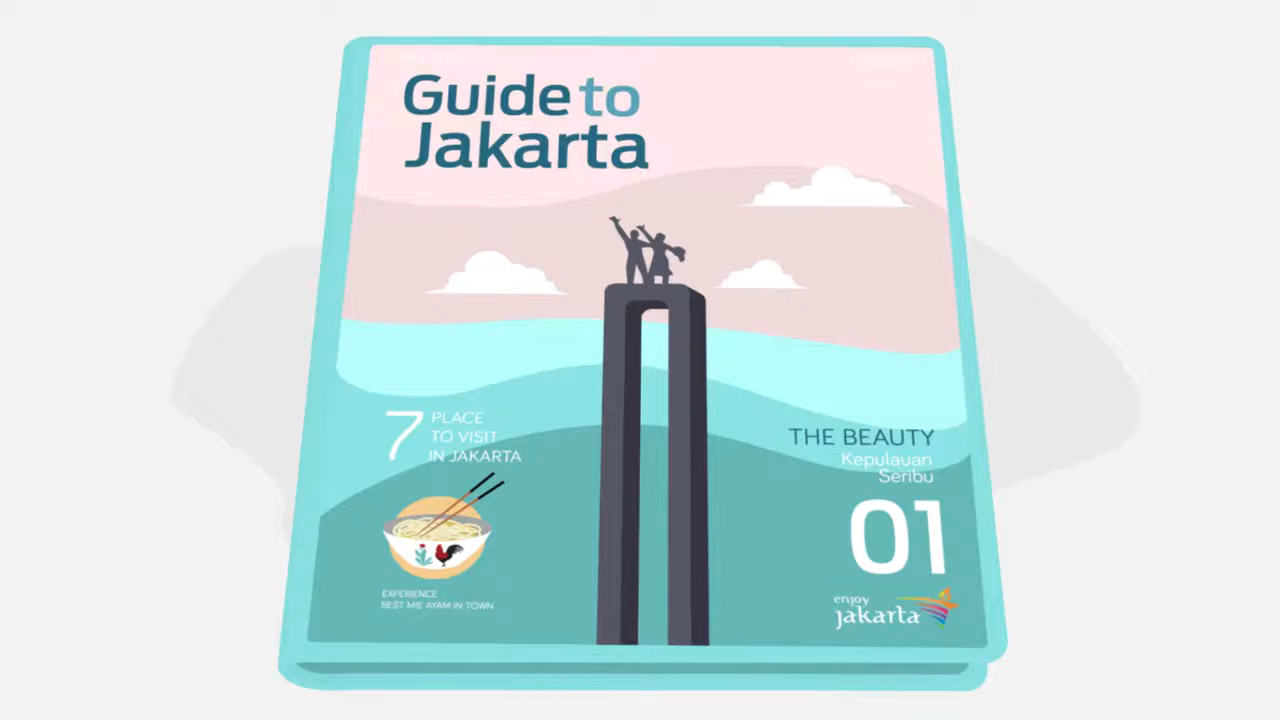 Guide to
Jakarta
7
PLACE
TO VISIT
IN JAKARTA
THE BEAUTY
Kepulauan
Seribu
01
EXPERIENCE
BEST MIE AYAM IN TOWN
enjoy
jakarta